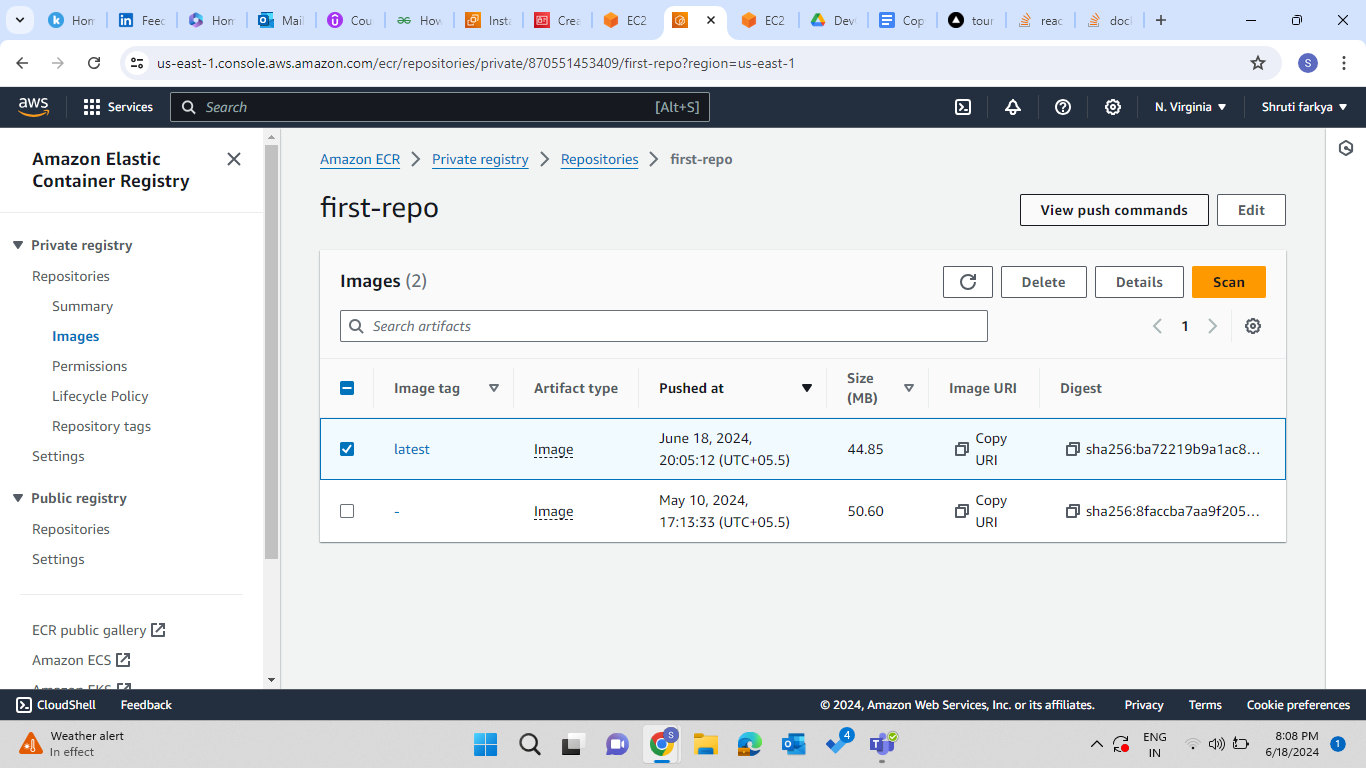 Hom
Feed
Hom
Mail
Cou
How
Insta
Crea
EC2
EC2
Dev
Cop
tour
reac
doc
us-east-1.console.aws.amazon.com/ecr/repositories/private/870551453409/first-repo?region=us-east-1
S
aws
Services
Search
[Alt+S]
N. Virginia
Shruti farkya
Amazon Elastic
Container Registry
Private registry
Repositories
Summary
Images
Permissions
Lifecycle Policy
Repository tags
Settings
Public registry
Repositories
Settings
ECR public gallery
Amazon ECS
Amazon EKS
Amazon ECR
Private registry
Repositories
first-repo
first-repo
View push commands
Edit
Images (2)
Delete
Details
Scan
Search artifacts
1
Image tag
Artifact type
Pushed at
Size
(MB)
Image URI
Digest
latest
Image
June 18, 2024,
20:05:12 (UTC+05.5)
44.85
Copy
URI
sha256:ba72219b9a1ac8...
-
Image
May 10, 2024,
17:13:33 (UTC+05.5)
50.60
Copy
URI
sha256:8faccba7aa9f205...
CloudShell
Feedback
© 2024, Amazon Web Services, Inc. or its affiliates.
Privacy
Terms
Cookie preferences
Weather alert
In effect
S
4
ENG
IN
8:08 PM
6/18/2024
1